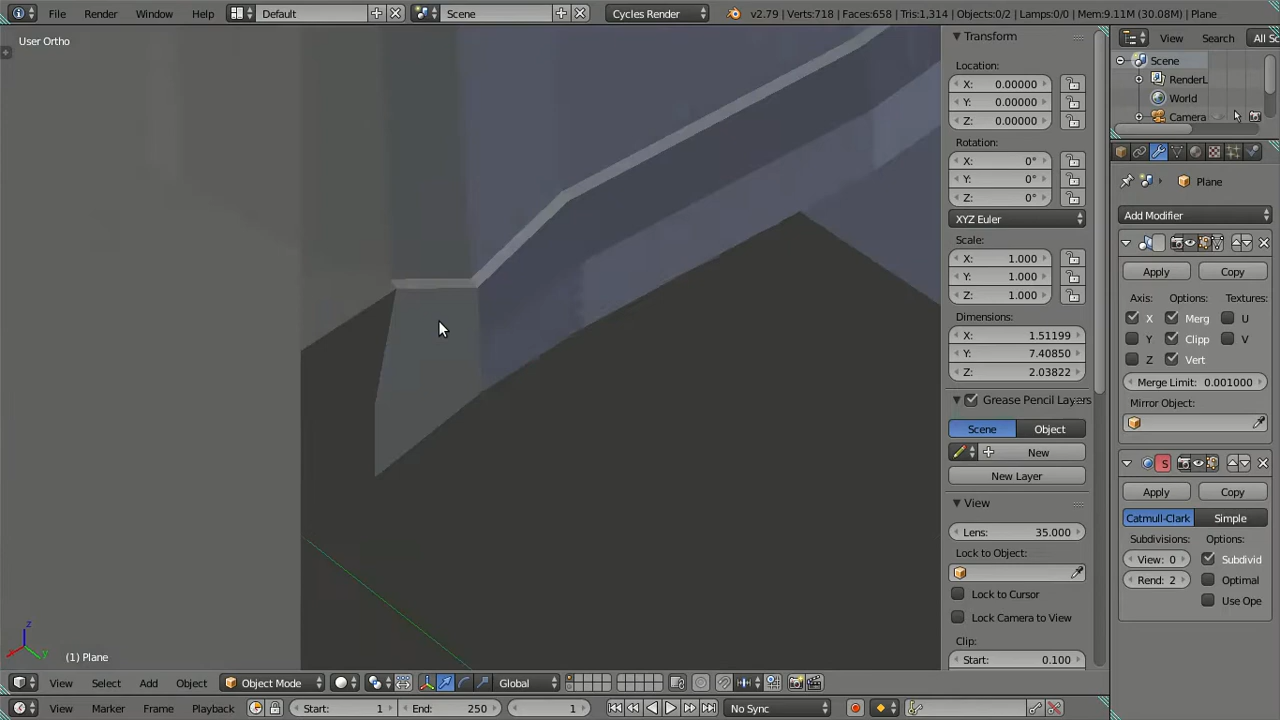 File Render Window Help Default Scene Cycles Render v2.79 | Verts:718 | Faces:658 | Tris:1,314 | Objects:0/2 | Lamps:0/0 | Mem:9.11M (30.08M) | Plane
User Ortho
Transform
Location:
X: 0.00000
Y: 0.00000
Z: 0.00000
Rotation:
X: 0°
Y: 0°
Z: 0°
XYZ Euler
Scale:
X: 1.000
Y: 1.000
Z: 1.000
Dimensions:
X: 1.51199
Y: 7.40850
Z: 2.03822
Grease Pencil Layers
Scene Object
New
New Layer
View
Lens: 35.000
Lock to Object:
Lock to Cursor
Lock Camera to View
Clip:
Start: 0.100
View Search All Sc
Scene
RenderL
World
Camera
Plane
Add Modifier
Apply Copy
Axis: Options: Textures:
X Merg U
Y Clipp V
Z Vert
Merge Limit: 0.001000
Mirror Object:
S
Apply Copy
Catmull-Clark Simple
Subdivisions: Options:
View: 0 Subdivid
Rend: 2 Optimal
Use Ope
z
x y
(1) Plane
View Select Add Object Object Mode Global
View Marker Frame Playback Start: 1 End: 250 1 No Sync